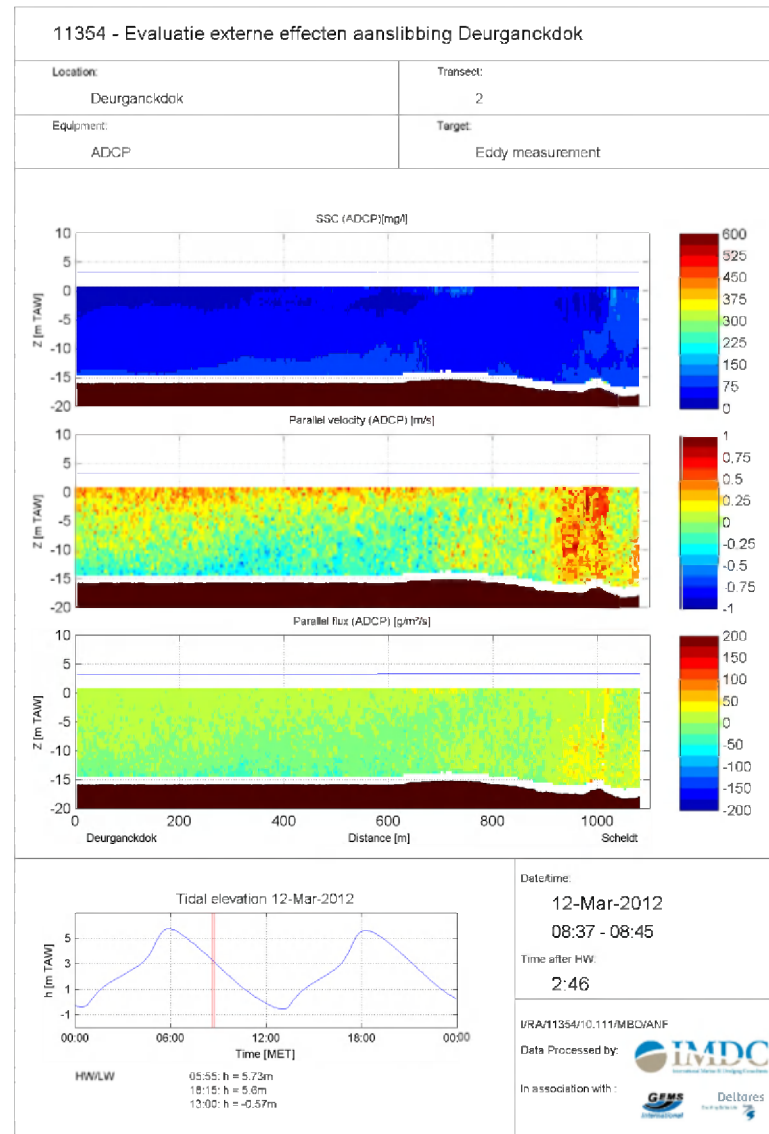 11354 - Evaluatie externe effecten aanslibbing Deurganckdok
Location:
Deurganckdok
Transect:
2
Equipment:
ADCP
Target:
Eddy measurement
SSC (ADCP)[mg/l]
10
5
0
-5
-10
-15
-20
Z [m TAW]
600
525
450
375
300
225
150
75
0
Parallel velocity (ADCP) [m/s]
10
5
0
-5
-10
-15
-20
Z [m TAW]
1
0.75
0.5
0.25
0
-0.25
-0.5
-0.75
-1
Parallel flux (ADCP) [g/m²/s]
10
5
0
-5
-10
-15
-20
Z [m TAW]
200
150
100
50
0
-50
-100
-150
-200
0 200 400 600 800 1000
Deurganckdok Distance [m] Scheldt
Tidal elevation 12-Mar-2012
h [m TAW]
5
3
1
-1
00:00 06:00 12:00 18:00 00:00
Time [MET]
HW/LW
05:55: h = 5.73m
18:15: h = 5.6m
13:00: h = -0.57m
Date/time:
12-Mar-2012
08:37 - 08:45
Time after HW:
2:46
I/RA/11354/10.111/MBO/ANF
Data Processed by:
IMDC
International Marine & Dredging Consultants
In association with :
GEMS
International
Deltares